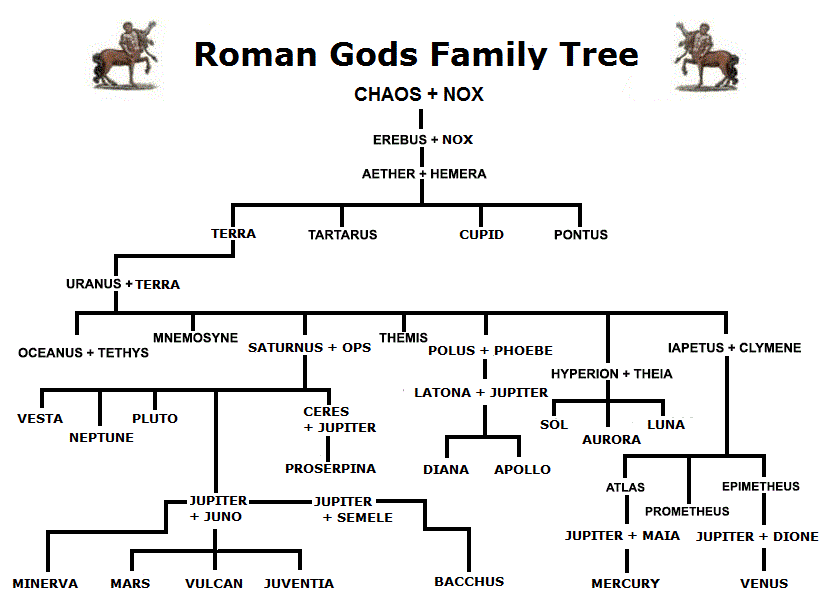 Roman Gods Family Tree
CHAOS + NOX
EREBUS + NOX
AETHER + HEMERA
TERRA
TARTARUS
CUPID
PONTUS
URANUS + TERRA
OCEANUS + TETHYS
MNEMOSYNE
SATURNUS + OPS
THEMIS
POLUS + PHOEBE
HYPERION + THEIA
IAPETUS + CLYMENE
LATONA + JUPITER
VESTA
NEPTUNE
PLUTO
CERES
+ JUPITER
PROSERPINA
DIANA
APOLLO
SOL
AURORA
LUNA
ATLAS
PROMETHEUS
EPIMETHEUS
JUPITER
+ JUNO
JUPITER
+ SEMELE
JUPITER + MAIA
JUPITER + DIONE
MINERVA
MARS
VULCAN
JUVENTIA
BACCHUS
MERCURY
VENUS